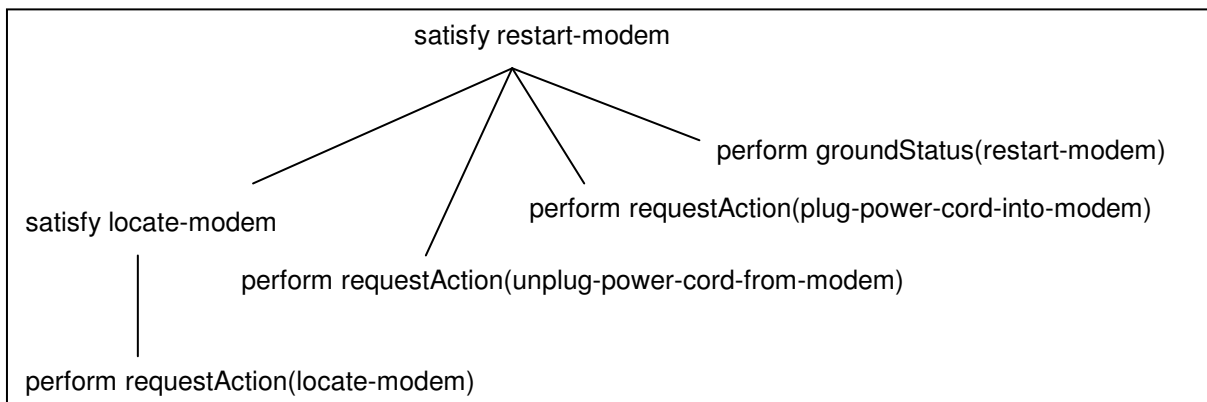 satisfy restart-modem
perform groundStatus(restart-modem)
perform requestAction(plug-power-cord-into-modem)
satisfy locate-modem
perform requestAction(unplug-power-cord-from-modem)
perform requestAction(locate-modem)